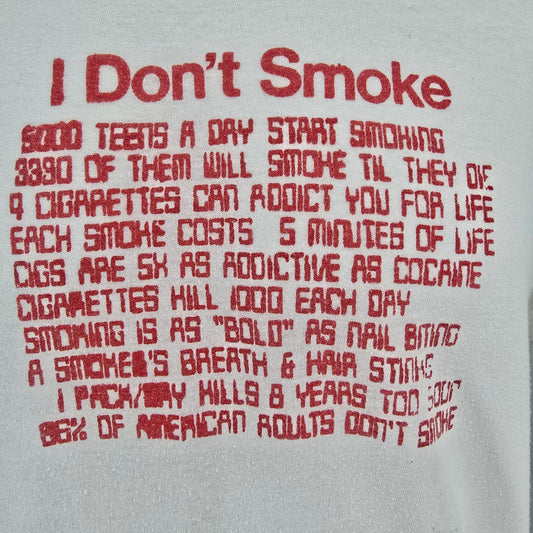 I Don't Smoke
5000 TEENS A DAY START SMOKING
3390 OF THEM WILL SMOKE TIL THEY DIE
4 CIGARETTES CAN ADDICT YOU FOR LIFE
EACH SMOKE COSTS 5 MINUTES OF LIFE
CIGS ARE 5X AS ADDICTIVE AS COCAINE
CIGARETTES KILL 1000 EACH DAY
SMOKING IS AS "BOLD" AS NAIL BITING
A SMOKER'S BREATH & HAIR STINKS
1 PACK/DAY KILLS 8 YEARS TOO SOON
86% OF AMERICAN ADULTS DON'T SMOKE